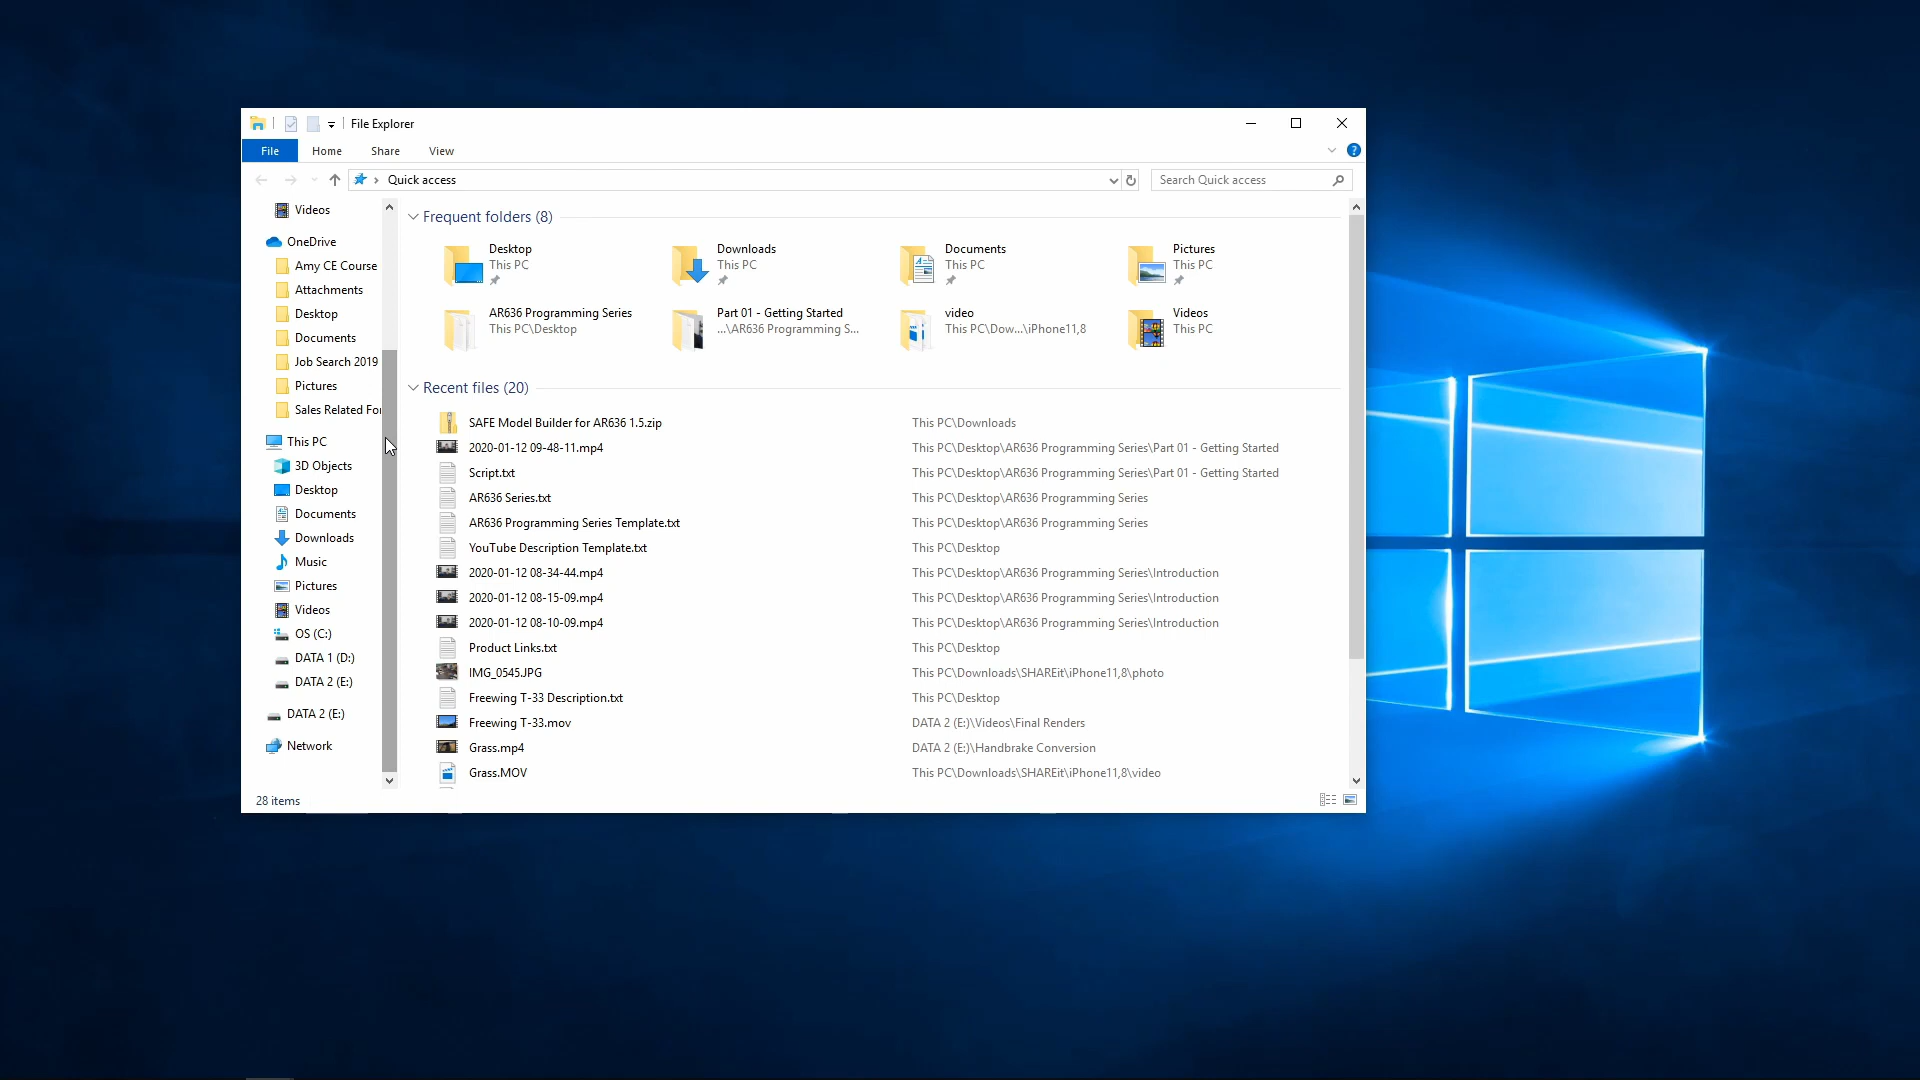 File Explorer
File Home Share View
Quick access
Search Quick access
Videos
OneDrive
Amy CE Course
Attachments
Desktop
Documents
Job Search 2019
Pictures
Sales Related For
This PC
3D Objects
Desktop
Documents
Downloads
Music
Pictures
Videos
OS (C:)
DATA 1 (D:)
DATA 2 (E:)
DATA 2 (E:)
Network
Frequent folders (8)
Desktop
This PC
Downloads
This PC
Documents
This PC
Pictures
This PC
AR636 Programming Series
This PC\Desktop
Part 01 - Getting Started
...\AR636 Programming S...
video
This PC\Dow...\iPhone11,8
Videos
This PC
Recent files (20)
SAFE Model Builder for AR636 1.5.zip This PC\Downloads
2020-01-12 09-48-11.mp4 This PC\Desktop\AR636 Programming Series\Part 01 - Getting Started
Script.txt This PC\Desktop\AR636 Programming Series\Part 01 - Getting Started
AR636 Series.txt This PC\Desktop\AR636 Programming Series
AR636 Programming Series Template.txt This PC\Desktop\AR636 Programming Series
YouTube Description Template.txt This PC\Desktop
2020-01-12 08-34-44.mp4 This PC\Desktop\AR636 Programming Series\Introduction
2020-01-12 08-15-09.mp4 This PC\Desktop\AR636 Programming Series\Introduction
2020-01-12 08-10-09.mp4 This PC\Desktop\AR636 Programming Series\Introduction
Product Links.txt This PC\Desktop
IMG_0545.JPG This PC\Downloads\SHAREit\iPhone11,8\photo
Freewing T-33 Description.txt This PC\Desktop
Freewing T-33.mov DATA 2 (E:)\Videos\Final Renders
Grass.mp4 DATA 2 (E:)\Handbrake Conversion
Grass.MOV This PC\Downloads\SHAREit\iPhone11,8\video
28 items